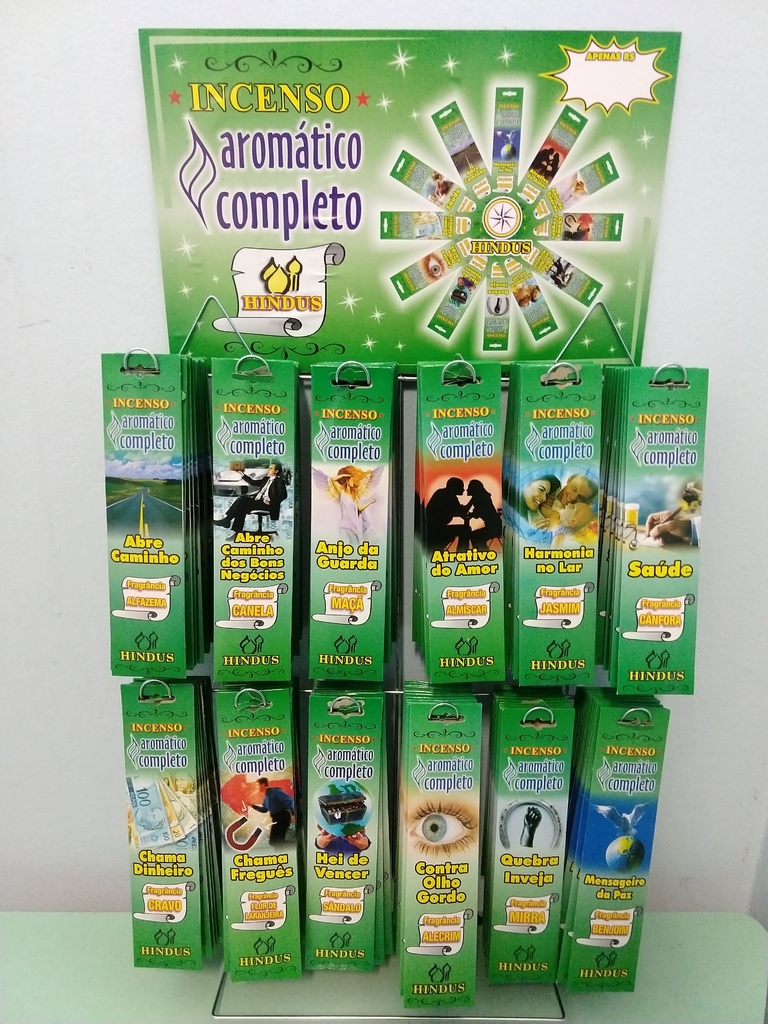 APENAS R$
INCENSO
aromático
completo
HINDUS
HINDUS
INCENSO
aromático
completo
Abre
Caminho
Fragrância
ALFAZEMA
HINDUS
INCENSO
aromático
completo
Abre
Caminho
dos Bons
Negócios
Fragrância
CANELA
HINDUS
INCENSO
aromático
completo
Anjo da
Guarda
Fragrância
MAÇÃ
HINDUS
INCENSO
aromático
completo
Atrativo
do Amor
Fragrância
ALMÍSCAR
HINDUS
INCENSO
aromático
completo
Harmonia
no Lar
Fragrância
JASMIM
HINDUS
INCENSO
aromático
completo
Saúde
Fragrância
CÂNFORA
HINDUS
INCENSO
aromático
completo
100
Chama
Dinheiro
Fragrância
CRAVO
HINDUS
INCENSO
aromático
completo
Chama
Freguês
Fragrância
FLOR DE
LARANJEIRA
HINDUS
INCENSO
aromático
completo
Hei de
Vencer
Fragrância
SÂNDALO
HINDUS
INCENSO
aromático
completo
Contra
Olho
Gordo
Fragrância
ALECRIM
HINDUS
INCENSO
aromático
completo
Quebra
Inveja
Fragrância
MIRRA
HINDUS
INCENSO
aromático
completo
Mensageiro
da Paz
Fragrância
BENJOIM
HINDUS